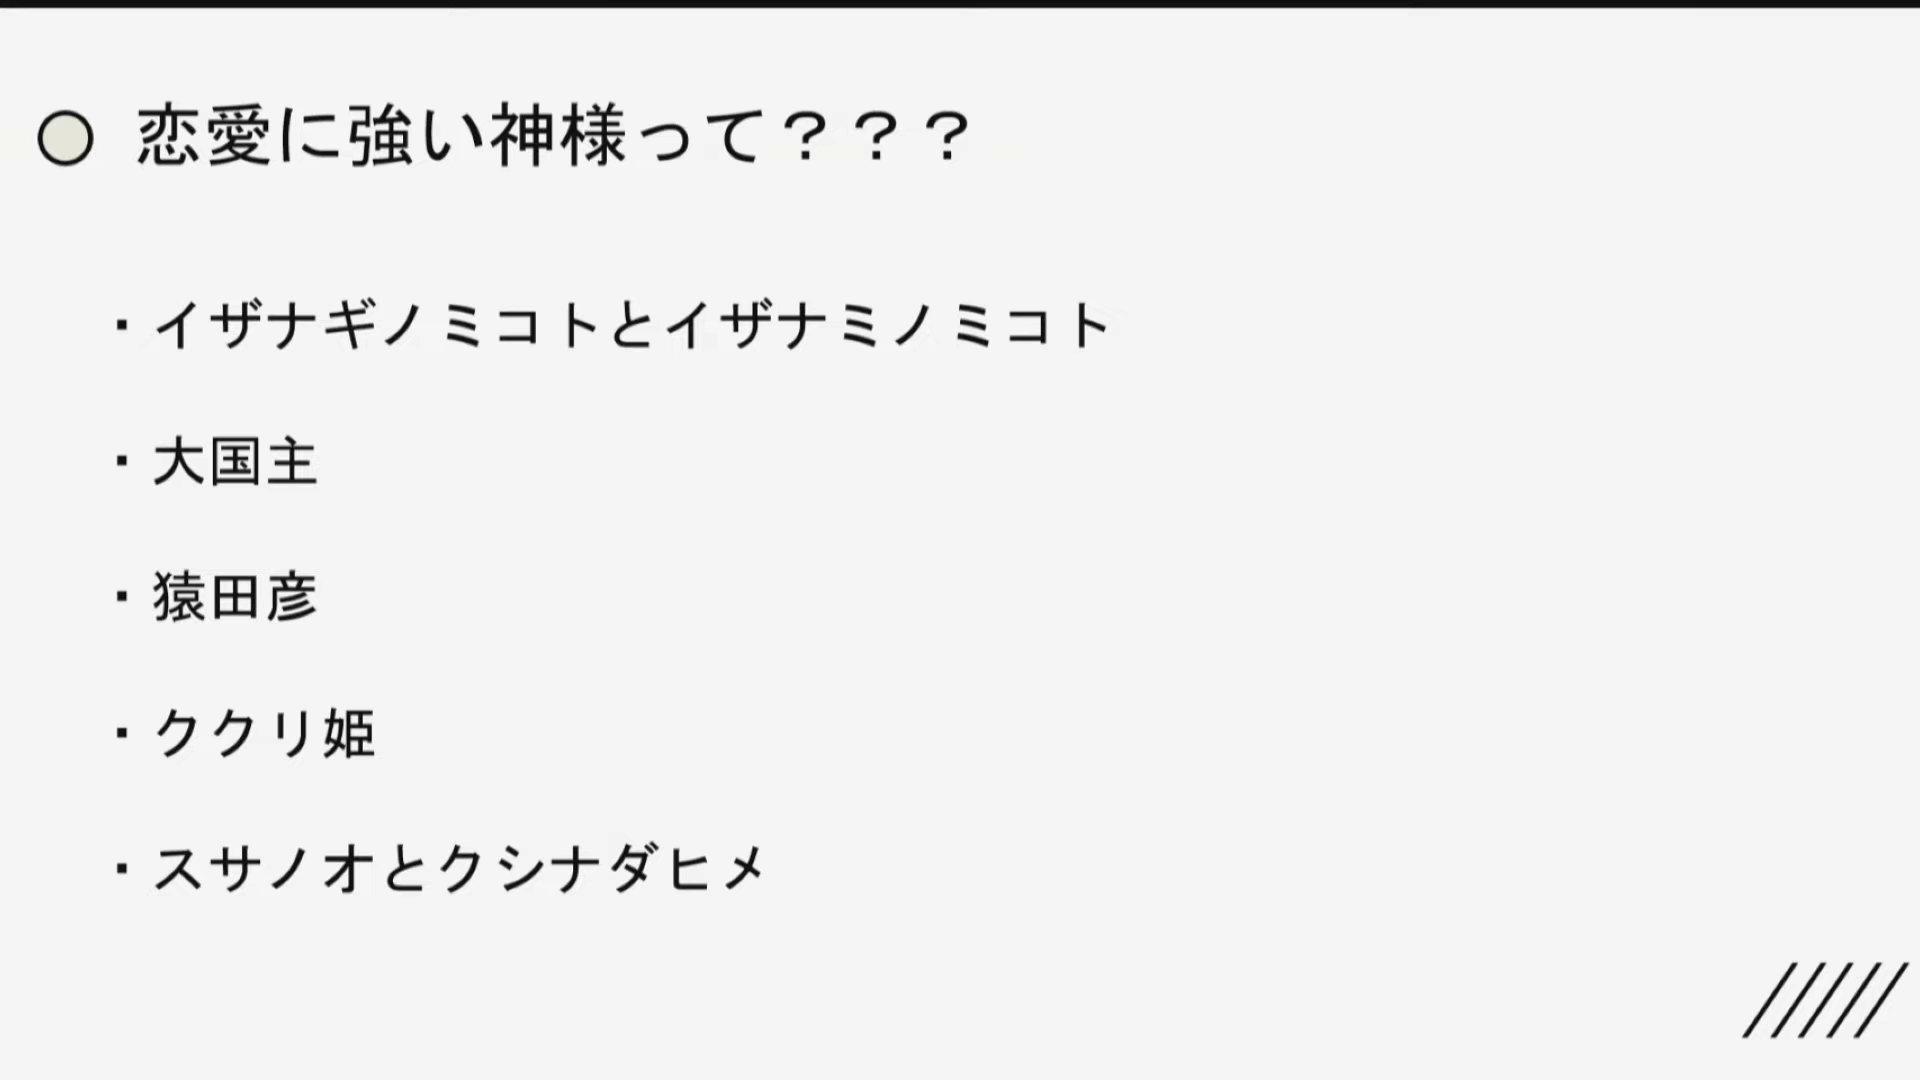 恋愛に強い神様って？？？
・イザナギノミコトとイザナミノミコト
・大国主
・猿田彦
・ククリ姫
・スサノオとクシナダヒメ